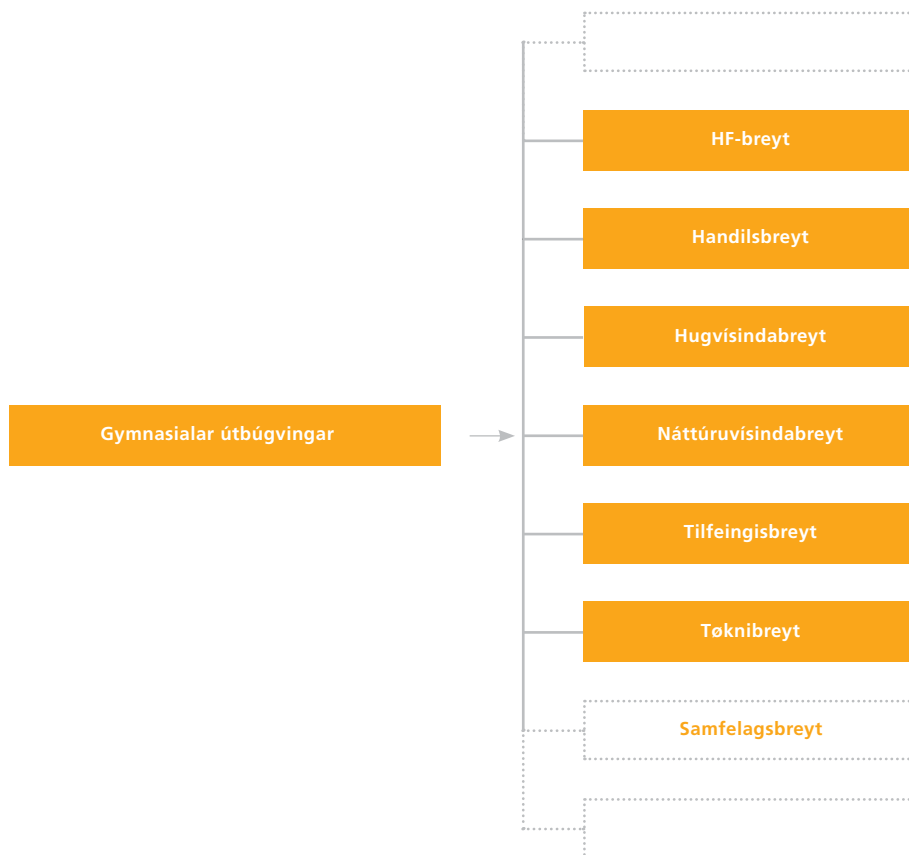 HF-breyt
Handilsbreyt
Hugvísindabreyt
Gymnasialar útbúgvingar
Náttúruvísindabreyt
Tilfeingisbreyt
Tøknibreyt
Samfelagsbreyt